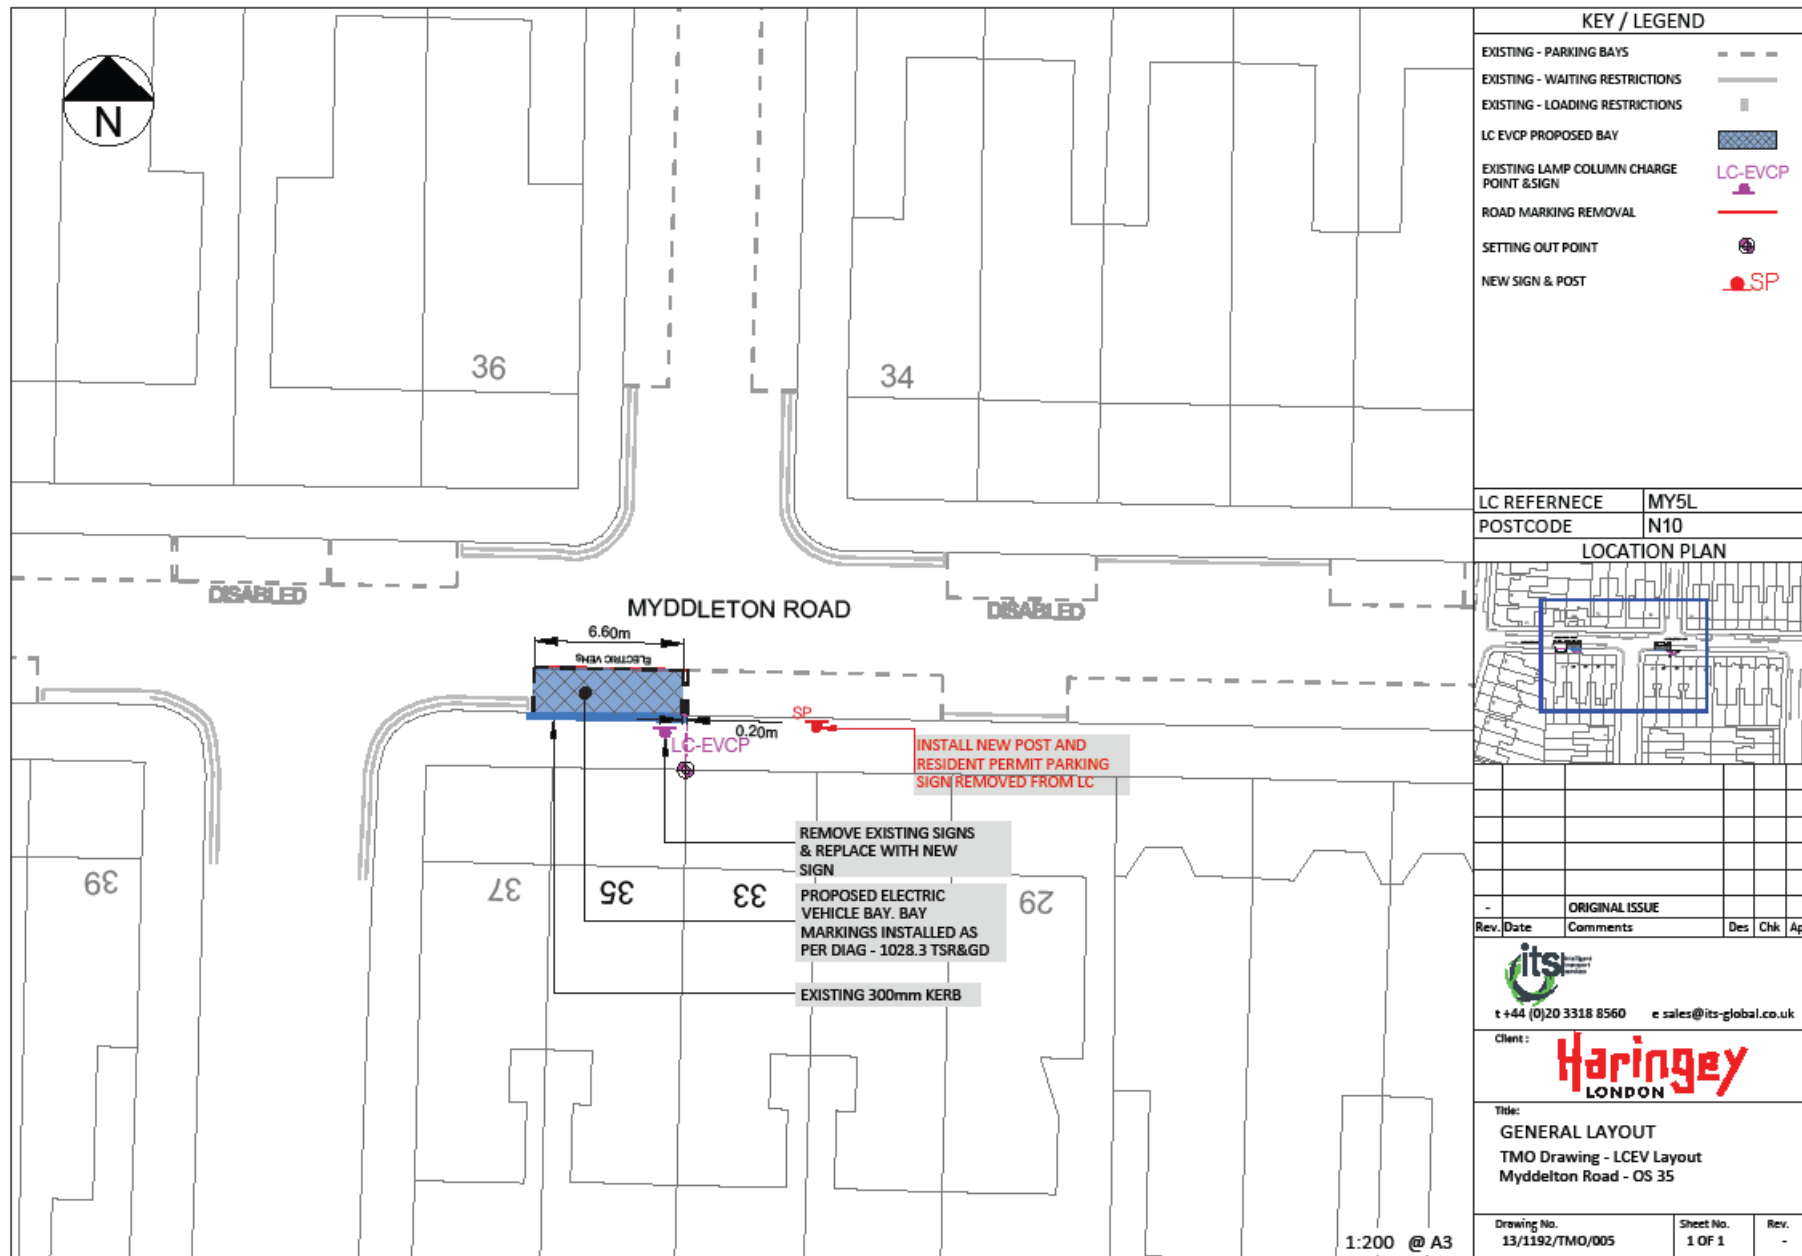 N
36
34
DISABLED
MYDDLETON ROAD
DISABLED
6.60m
ELECTRIC VEHS
SP
0.20m
LC-EVCP
INSTALL NEW POST AND
RESIDENT PERMIT PARKING
SIGN REMOVED FROM LC
REMOVE EXISTING SIGNS
& REPLACE WITH NEW
SIGN
39
37
35
33
29
PROPOSED ELECTRIC
VEHICLE BAY. BAY
MARKINGS INSTALLED AS
PER DIAG - 1028.3 TSR&GD
EXISTING 300mm KERB
1:200 @ A3
KEY / LEGEND
EXISTING - PARKING BAYS
EXISTING - WAITING RESTRICTIONS
EXISTING - LOADING RESTRICTIONS
LC EVCP PROPOSED BAY
EXISTING LAMP COLUMN CHARGE
POINT &SIGN
LC-EVCP
ROAD MARKING REMOVAL
SETTING OUT POINT
NEW SIGN & POST
SP
LC REFERNECE MY5L
POSTCODE N10
LOCATION PLAN
- ORIGINAL ISSUE
Rev. Date Comments Des Chk Ap
its
t +44 (0)20 3318 8560 e sales@its-global.co.uk
Client :
Haringey
LONDON
Title:
GENERAL LAYOUT
TMO Drawing - LCEV Layout
Myddelton Road - OS 35
Drawing No. Sheet No. Rev.
13/1192/TMO/005 1 OF 1 -